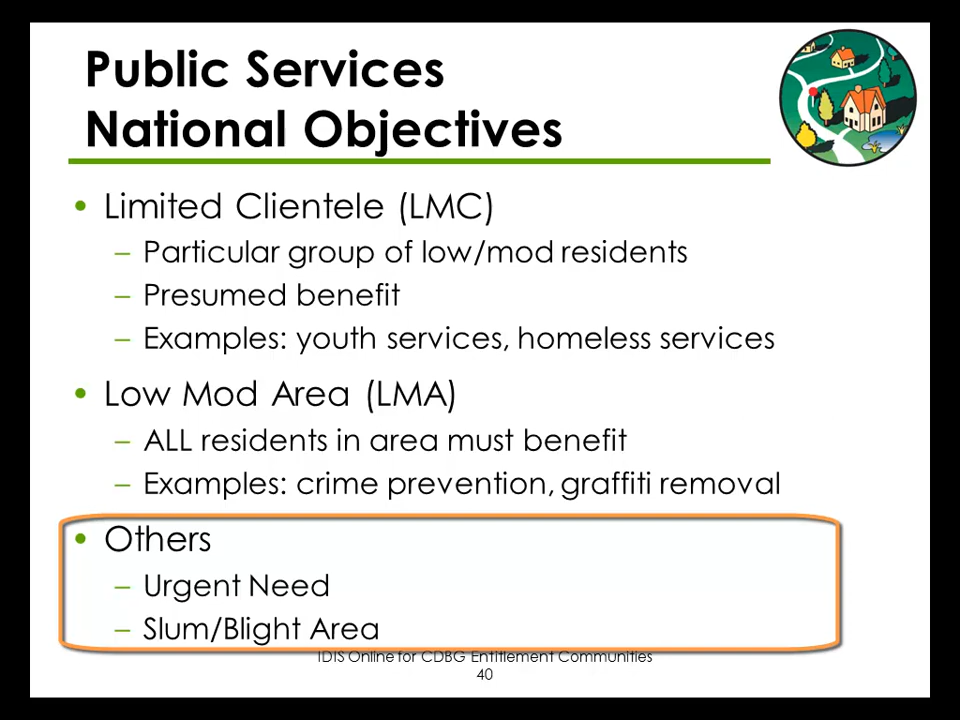 Public Services
National Objectives
• Limited Clientele (LMC)
– Particular group of low/mod residents
– Presumed benefit
– Examples: youth services, homeless services
• Low Mod Area (LMA)
– ALL residents in area must benefit
– Examples: crime prevention, graffiti removal
• Others
– Urgent Need
– Slum/Blight Area
IDIS Online for CDBG Entitlement Communities
40